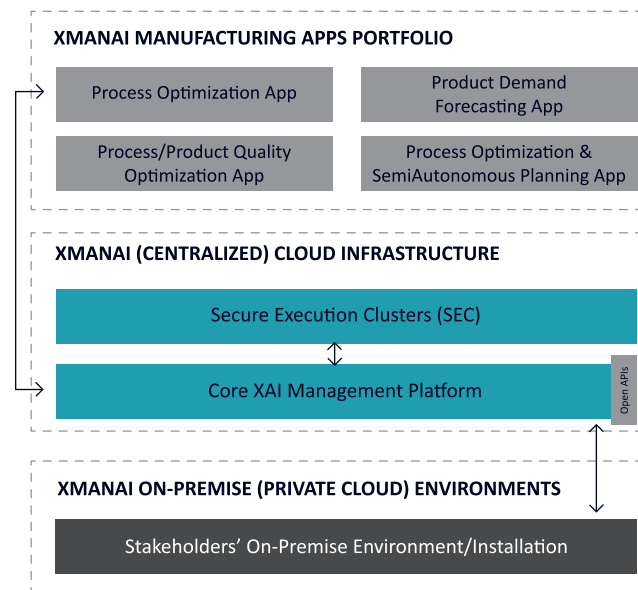 XMANAI MANUFACTURING APPS PORTFOLIO
Process Optimization App
Product Demand
Forecasting App
Process/Product Quality
Optimization App
Process Optimization &
SemiAutonomous Planning App
XMANAI (CENTRALIZED) CLOUD INFRASTRUCTURE
Secure Execution Clusters (SEC)
Core XAI Management Platform
Open APIs
XMANAI ON-PREMISE (PRIVATE CLOUD) ENVIRONMENTS
Stakeholders’ On-Premise Environment/Installation